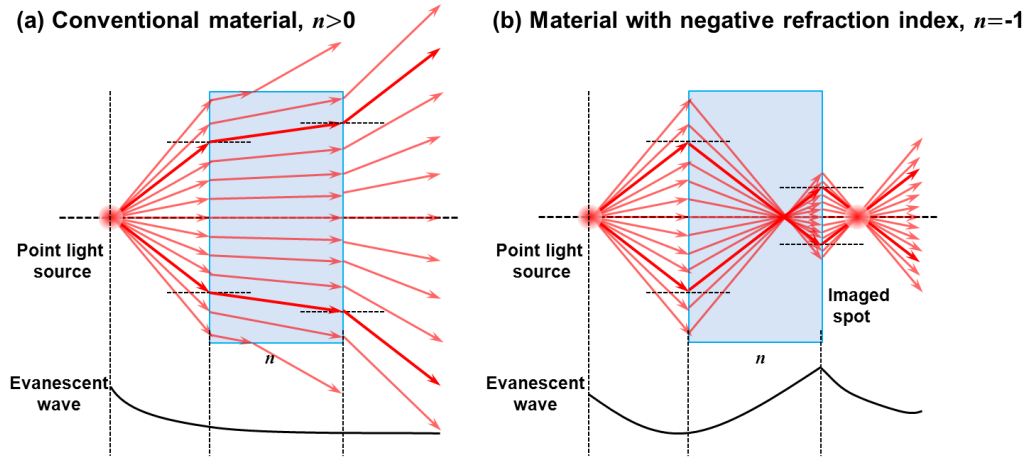 (a) Conventional material, n>0
Point light
source
n
Evanescent
wave
(b) Material with negative refraction index, n=-1
Point light
source
Imaged
spot
n
Evanescent
wave